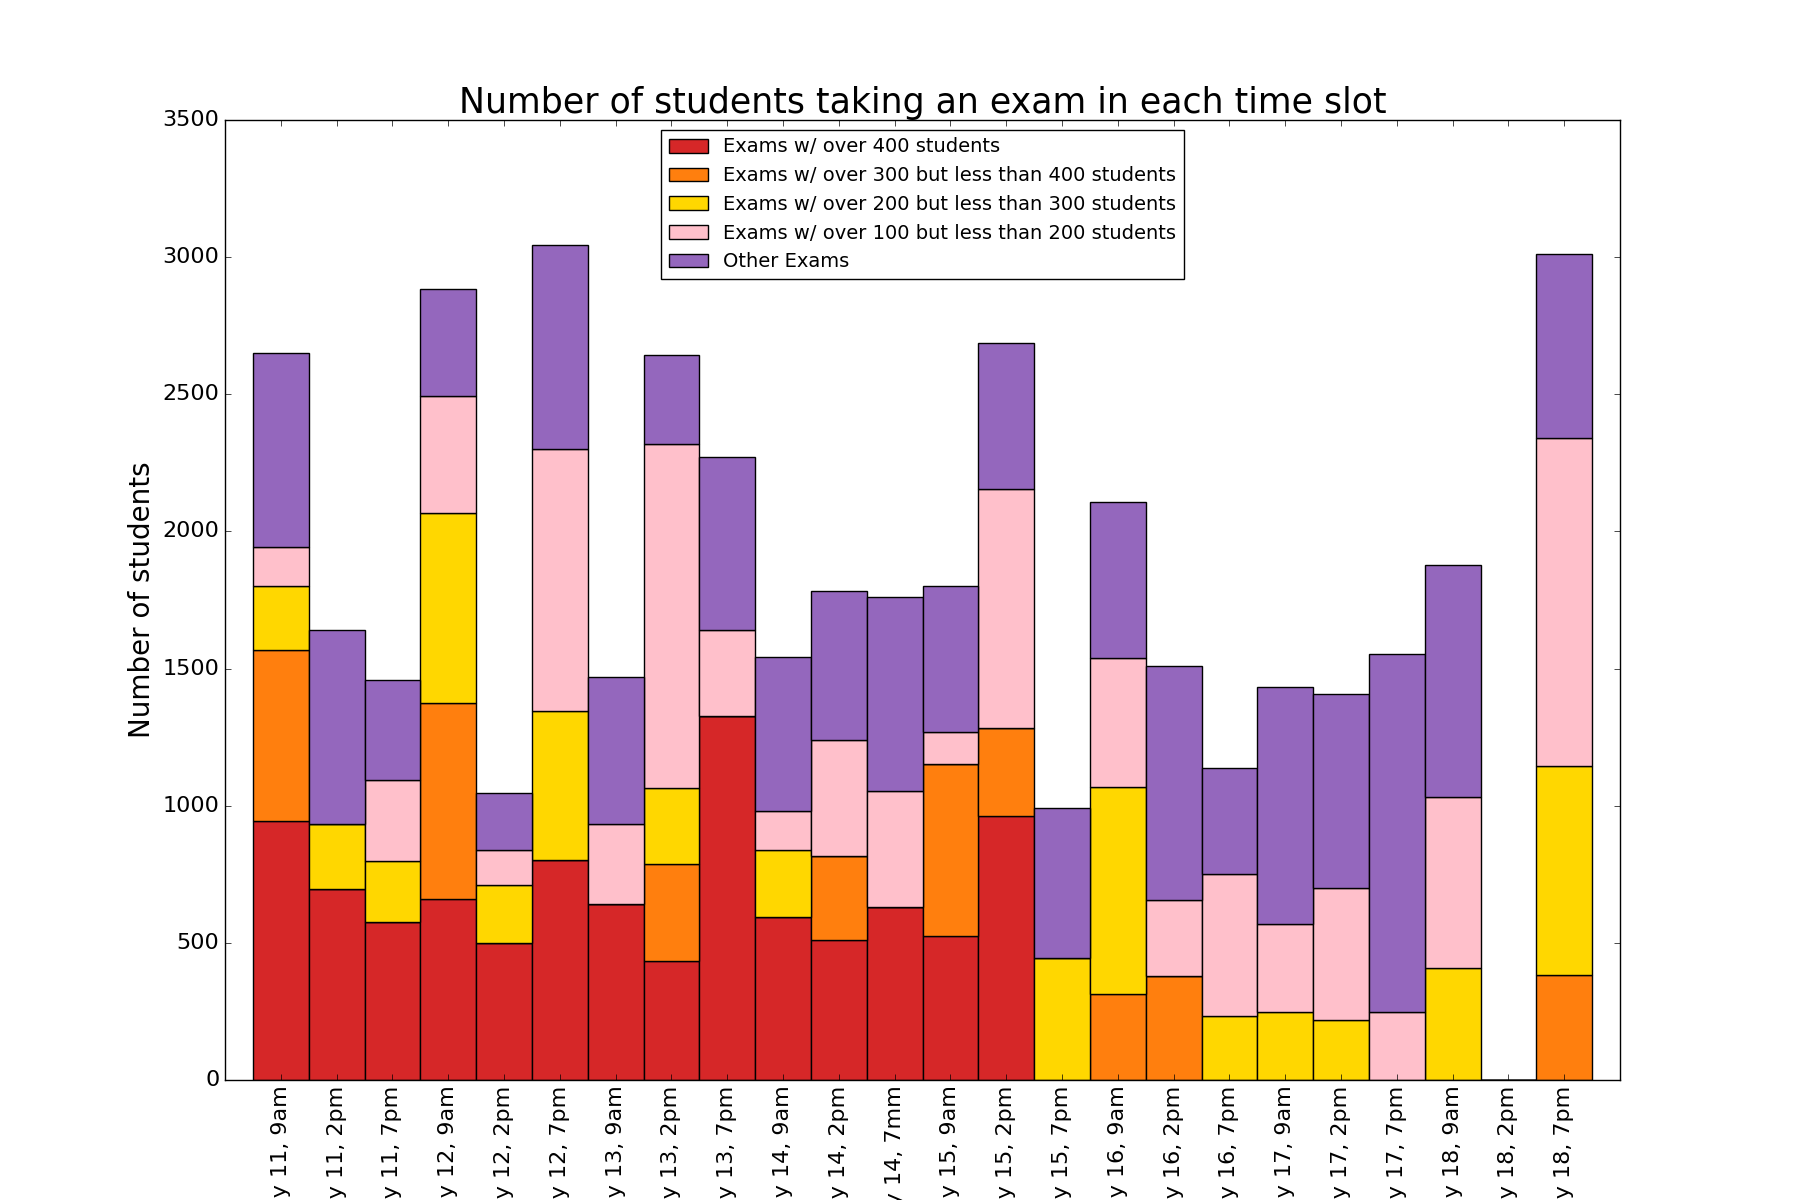 Number of students taking an exam in each time slot
Exams w/ over 400 students
Exams w/ over 300 but less than 400 students
Exams w/ over 200 but less than 300 students
Exams w/ over 100 but less than 200 students
Other Exams
Number of students
3500
3000
2500
2000
1500
1000
500
0
y 11, 9am
y 11, 2pm
y 11, 7pm
y 12, 9am
y 12, 2pm
y 12, 7pm
y 13, 9am
y 13, 2pm
y 13, 7pm
y 14, 9am
y 14, 2pm
y 14, 7mm
y 15, 9am
y 15, 2pm
y 15, 7pm
y 16, 9am
y 16, 2pm
y 16, 7pm
y 17, 9am
y 17, 2pm
y 17, 7pm
y 18, 9am
y 18, 2pm
y 18, 7pm